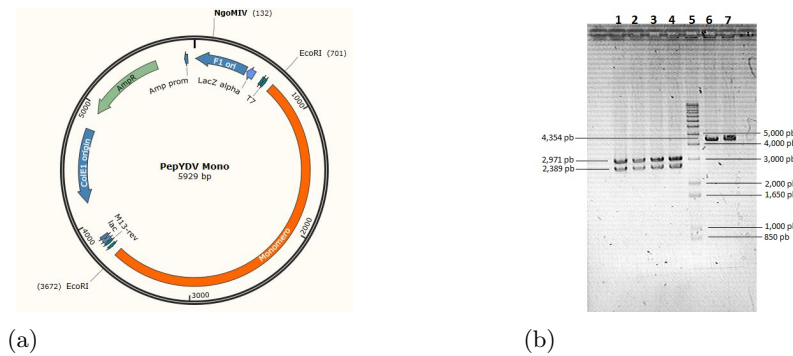 NgoMIV (132)
EcoRI (701)
F1 ori
LacZ alpha
Amp prom
T7
AmpR
1000
5000
PepYDV Mono
5929 bp
ColE1 origin
M13-rev
lac
4000
2000
Monomero
(3672) EcoRI
3000
(a)
1 2 3 4 5 6 7
5,000 pb
4,354 pb
4,000 pb
2,971 pb
3,000 pb
2,389 pb
2,000 pb
1,650 pb
1,000 pb
850 pb
(b)